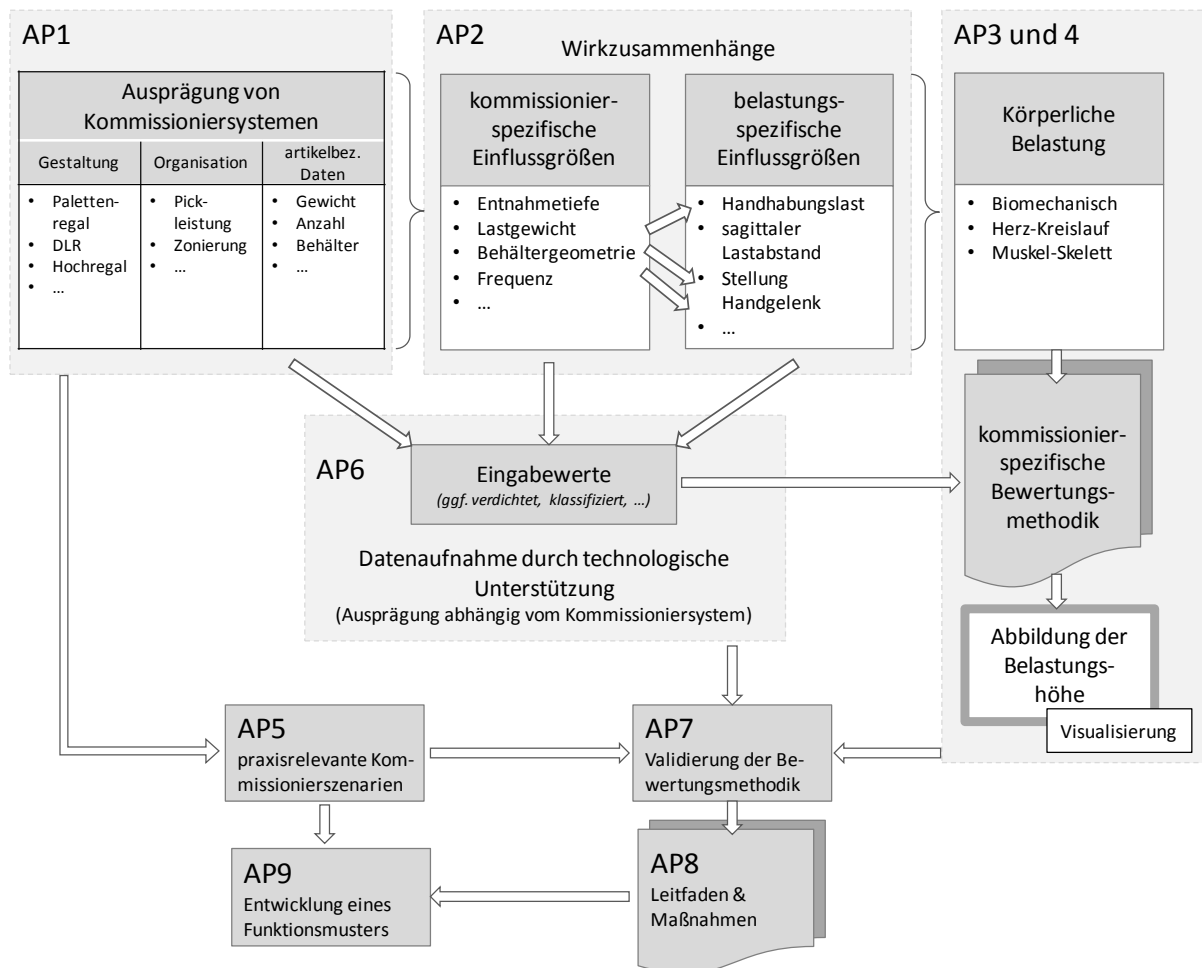 AP1
Ausprägung von
Kommissioniersystemen
Gestaltung
Organisation
artikelbez.
Daten
• Paletten-
regal
• DLR
• Hochregal
• ...
• Pick-
leistung
• Zonierung
• ...
• Gewicht
• Anzahl
• Behälter
• ...
AP2
Wirkzusammenhänge
kommissionier-
spezifische
Einflussgrößen
• Entnahmetiefe
• Lastgewicht
• Behältergeometrie
• Frequenz
• ...
belastungs-
spezifische
Einflussgrößen
• Handhabungslast
• sagittaler
Lastabstand
• Stellung
Handgelenk
• ...
AP3 und 4
Körperliche
Belastung
• Biomechanisch
• Herz-Kreislauf
• Muskel-Skelett
kommissionier-
spezifische
Bewertungs-
methodik
Abbildung der
Belastungs-
höhe
Visualisierung
AP6
Eingabewerte
(ggf. verdichtet, klassifiziert, ...)
Datenaufnahme durch technologische
Unterstützung
(Ausprägung abhängig vom Kommissioniersystem)
AP5
praxisrelevante Kom-
missionierszenarien
AP7
Validierung der Be-
wertungsmethodik
AP9
Entwicklung eines
Funktionsmusters
AP8
Leitfaden &
Maßnahmen